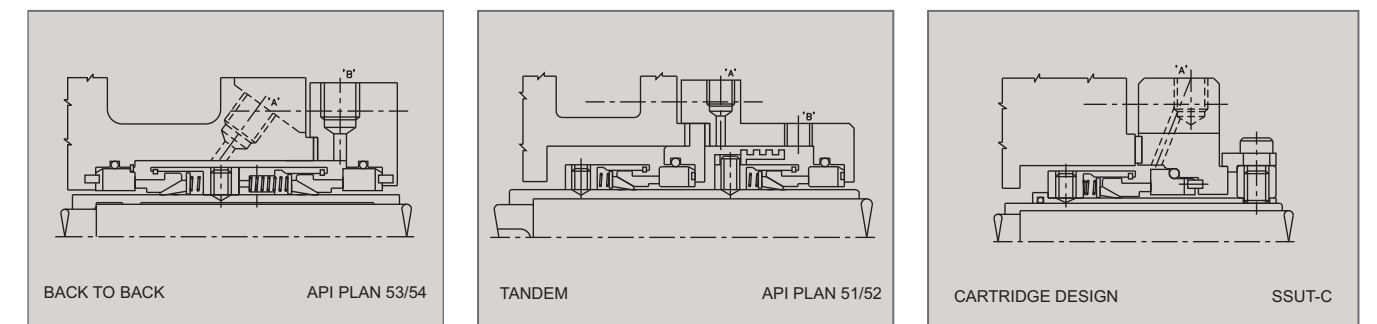 'A'
'B'
BACK TO BACK API PLAN 53/54
'A'
'B'
TANDEM API PLAN 51/52
'A'
CARTRIDGE DESIGN SSUT-C